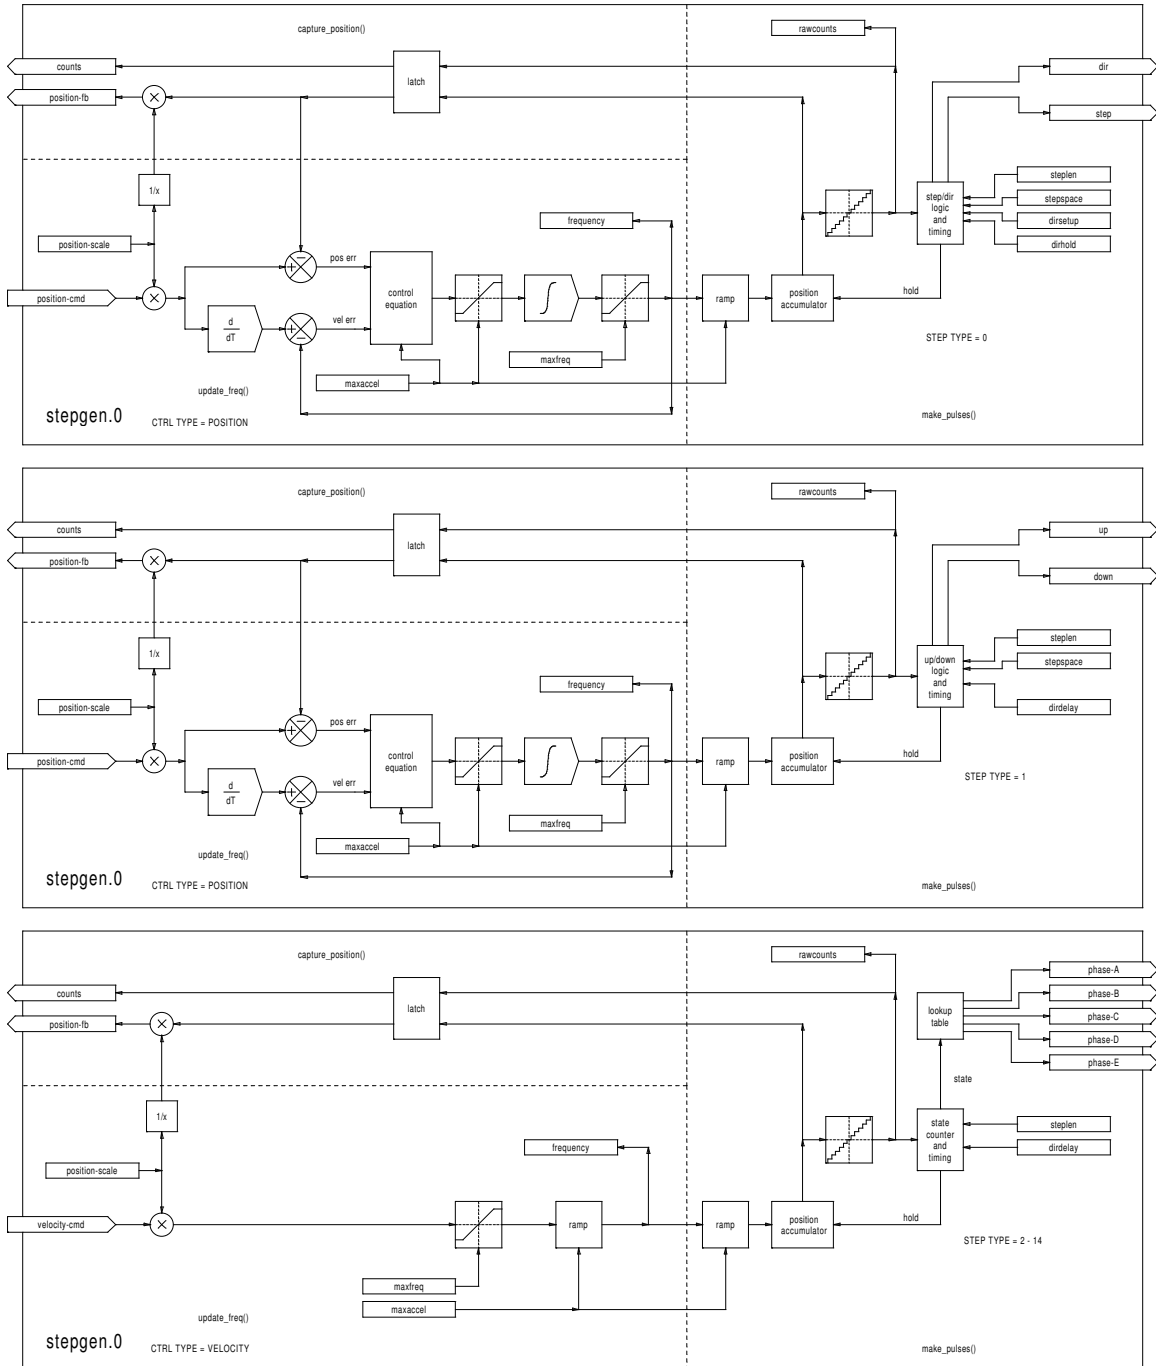 capture_position()
rawcounts
counts
latch
dir
position-fb
step
1/x
step/dir
logic
and
timing
steplen
stepspace
dirsetup
dirhold
frequency
position-scale
pos err
position-cmd
control
equation
ramp
position
accumulator
hold
d
dT
vel err
STEP TYPE = 0
maxfreq
maxaccel
update_freq()
stepgen.0
CTRL TYPE = POSITION
make_pulses()
capture_position()
rawcounts
counts
latch
up
position-fb
down
1/x
up/down
logic
and
timing
steplen
stepspace
dirdelay
frequency
position-scale
pos err
position-cmd
control
equation
ramp
position
accumulator
hold
d
dT
vel err
STEP TYPE = 1
maxfreq
maxaccel
update_freq()
stepgen.0
CTRL TYPE = POSITION
make_pulses()
capture_position()
rawcounts
counts
latch
lookup
table
phase-A
phase-B
phase-C
phase-D
phase-E
position-fb
state
1/x
state
counter
and
timing
steplen
dirdelay
frequency
position-scale
velocity-cmd
ramp
ramp
position
accumulator
hold
STEP TYPE = 2 - 14
maxfreq
maxaccel
update_freq()
stepgen.0
CTRL TYPE = VELOCITY
make_pulses()